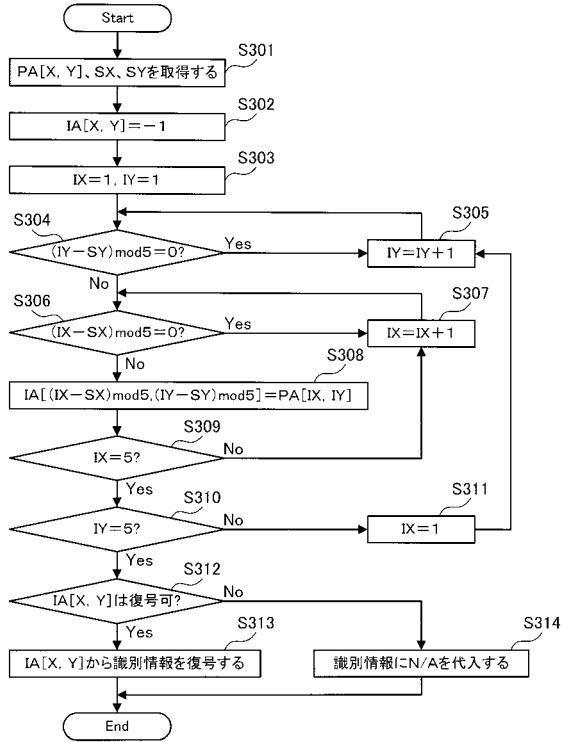 Start
S301
PA[X, Y]、SX、SYを取得する
S302
IA[X, Y]=-1
S303
IX=1, IY=1
S304
(IY-SY)mod5=0?
Yes
S305
IY=IY+1
No
S306
(IX-SX)mod5=0?
Yes
S307
IX=IX+1
No
S308
IA[(IX-SX)mod5,(IY-SY)mod5]=PA[IX, IY]
S309
IX=5?
No
Yes
S310
IY=5?
No
S311
IX=1
Yes
S312
IA[X, Y]は復号可?
No
Yes
S313
IA[X, Y]から識別情報を復号する
S314
識別情報にN/Aを代入する
End